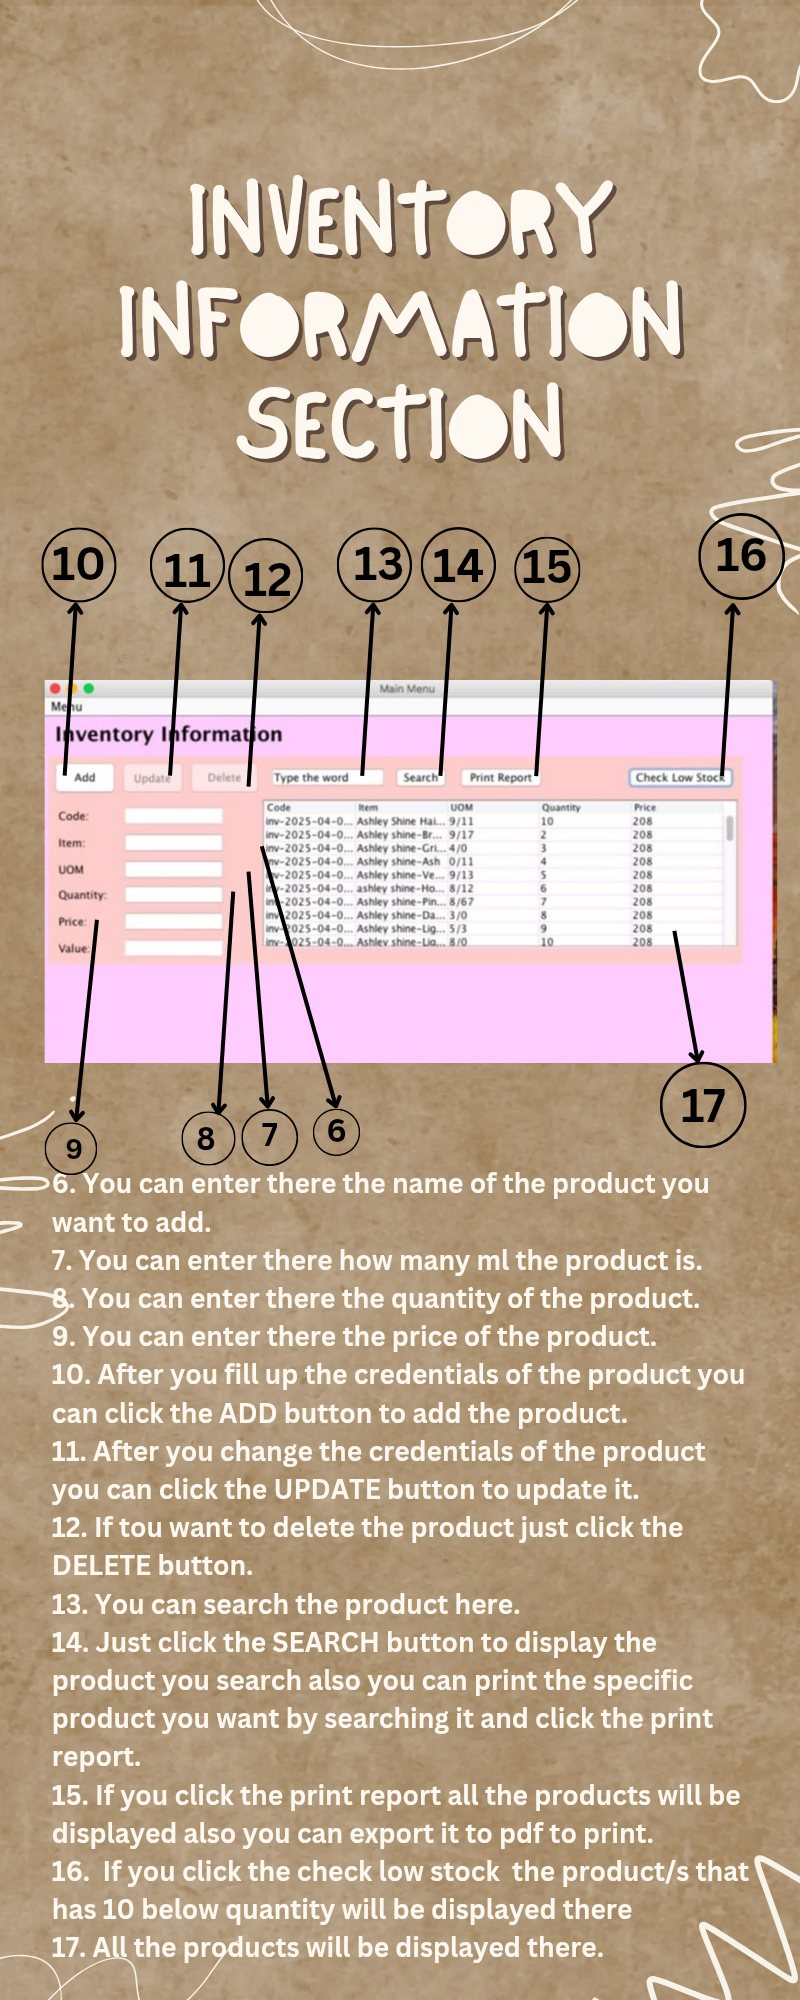 INVENTORY
INFORMATION
SECTION
10 11 12 13 14 15 16
Main Menu
Menu
Inventory Information
Add Update Delete Type the word Search Print Report Check Low Stock
Code:
Item:
UOM
Quantity:
Price:
Value:
Code Item UOM Quantity Price
inv-2025-04-0... Ashley Shine Hai... 9/11 10 208
inv-2025-04-0... Ashley shine-Br... 9/17 2 208
inv-2025-04-0... Ashley shine-Gri... 4/0 3 208
inv-2025-04-0... Ashley shine-Ash 0/11 4 208
inv-2025-04-0... Ashley shine-Ve... 9/13 5 208
inv-2025-04-0... ashley shine-Ho... 8/12 6 208
inv-2025-04-0... Ashley shine-Pin... 8/67 7 208
inv-2025-04-0... Ashley shine-Da... 3/0 8 208
inv-2025-04-0... Ashley shine-Lig... 5/3 9 208
inv-2025-04-0... Ashley shine-Lig... 8/0 10 208
9 8 7 6 17
6. You can enter there the name of the product you
want to add.
7. You can enter there how many ml the product is.
8. You can enter there the quantity of the product.
9. You can enter there the price of the product.
10. After you fill up the credentials of the product you
can click the ADD button to add the product.
11. After you change the credentials of the product
you can click the UPDATE button to update it.
12. If tou want to delete the product just click the
DELETE button.
13. You can search the product here.
14. Just click the SEARCH button to display the
product you search also you can print the specific
product you want by searching it and click the print
report.
15. If you click the print report all the products will be
displayed also you can export it to pdf to print.
16.  If you click the check low stock  the product/s that
has 10 below quantity will be displayed there
17. All the products will be displayed there.